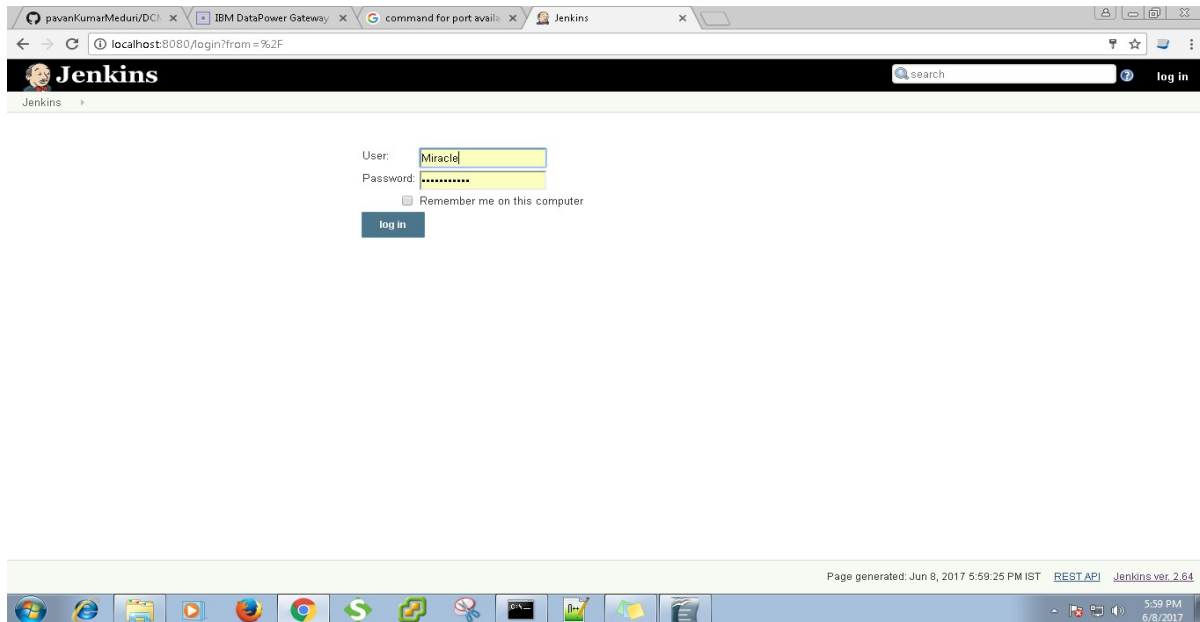 pavanKumarMeduri/DCM
IBM DataPower Gateway
command for port availa
Jenkins
localhost:8080/login?from=%2F
Jenkins
search
log in
Jenkins
User:
Miracle
Password:
Remember me on this computer
log in
Page generated: Jun 8, 2017 5:59:25 PM IST
REST API
Jenkins ver. 2.64
5:59 PM
6/8/2017